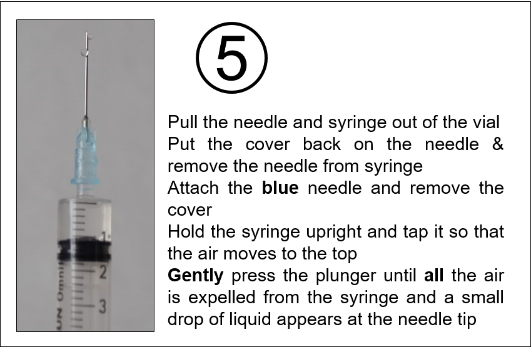 5
Pull the needle and syringe out of the vial
Put the cover back on the needle &
remove the needle from syringe
Attach the blue needle and remove the
cover
Hold the syringe upright and tap it so that
the air moves to the top
Gently press the plunger until all the air
is expelled from the syringe and a small
drop of liquid appears at the needle tip
1
2
3